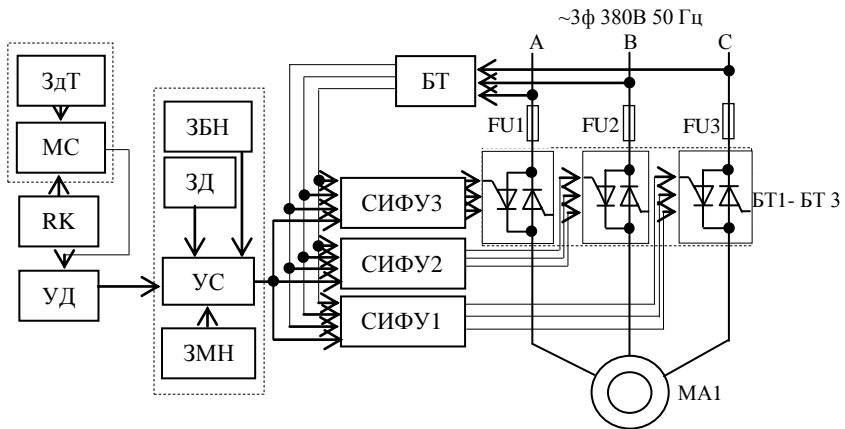 ~3ф 380В 50 Гц
А В С
ЗдТ
БТ
ЗБН
FU1 FU2 FU3
МС
ЗД
СИФУ3
БТ1- БТ 3
RK
СИФУ2
УД
УС
СИФУ1
ЗМН
МА1